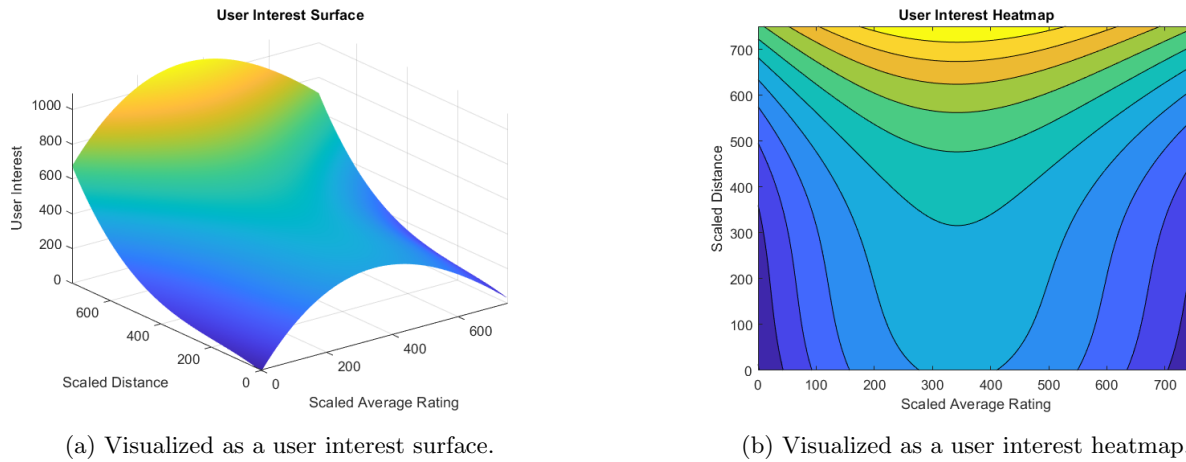 User Interest Surface
1000
800
600
400
200
0
User Interest
600
400
200
0
Scaled Distance
0
200
400
600
Scaled Average Rating
(a) Visualized as a user interest surface.
User Interest Heatmap
700
600
500
400
300
200
100
0
Scaled Distance
0 100 200 300 400 500 600 700
Scaled Average Rating
(b) Visualized as a user interest heatmap.